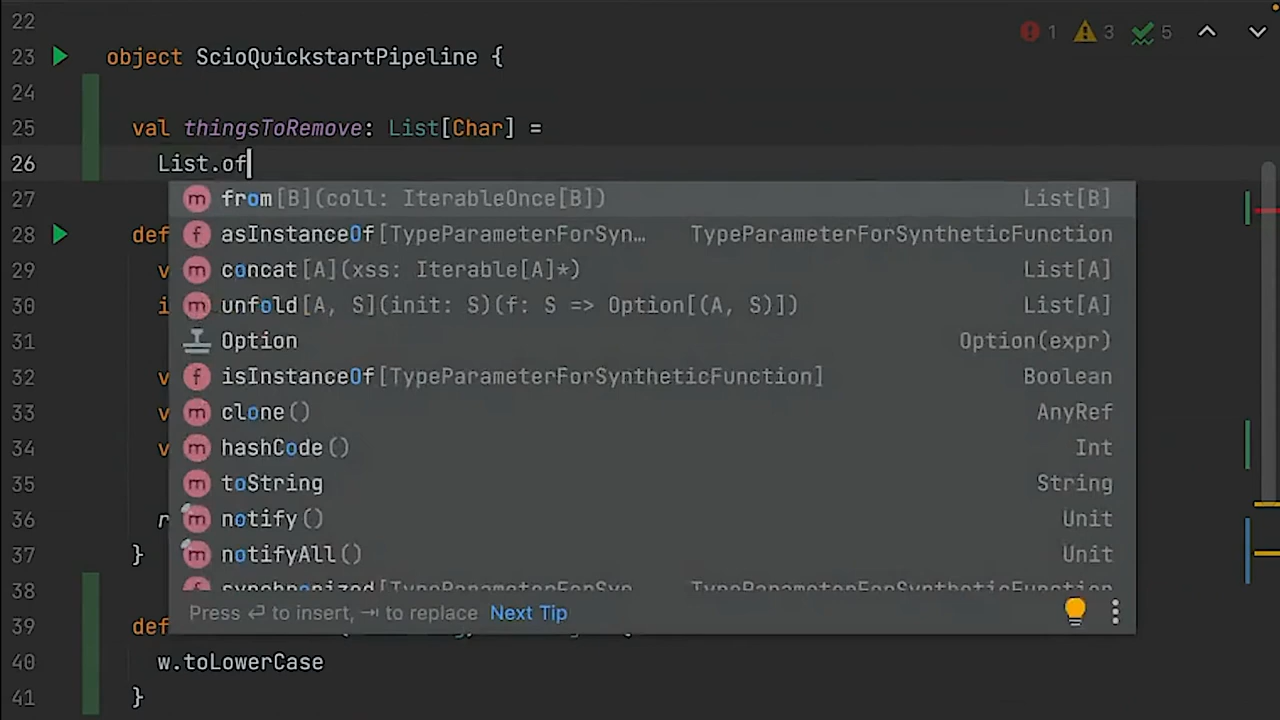 22
1 3 5
23 object ScioQuickstartPipeline {
24
25 val thingsToRemove: List[Char] =
26 List.of
27 from[B](coll: IterableOnce[B]) List[B]
28 def asInstanceOf[TypeParameterForSyn… TypeParameterForSyntheticFunction
29 v concat[A](xss: Iterable[A]*) List[A]
30 i unfold[A, S](init: S)(f: S => Option[(A, S)]) List[A]
31 Option Option(expr)
32 v isInstanceOf[TypeParameterForSyntheticFunction] Boolean
33 v clone() AnyRef
34 v hashCode() Int
35 toString String
36 r notify() Unit
37 } notifyAll() Unit
38 synchronized[TypeParameterForSyn… TypeParameterForSyntheticFunction
Press ⏎ to insert, ⇥ to replace Next Tip
39 def
40 w.toLowerCase
41 }